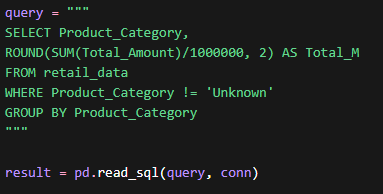 query = """
SELECT Product_Category,
ROUND(SUM(Total_Amount)/1000000, 2) AS Total_M
FROM retail_data
WHERE Product_Category != 'Unknown'
GROUP BY Product_Category
"""
result = pd.read_sql(query, conn)